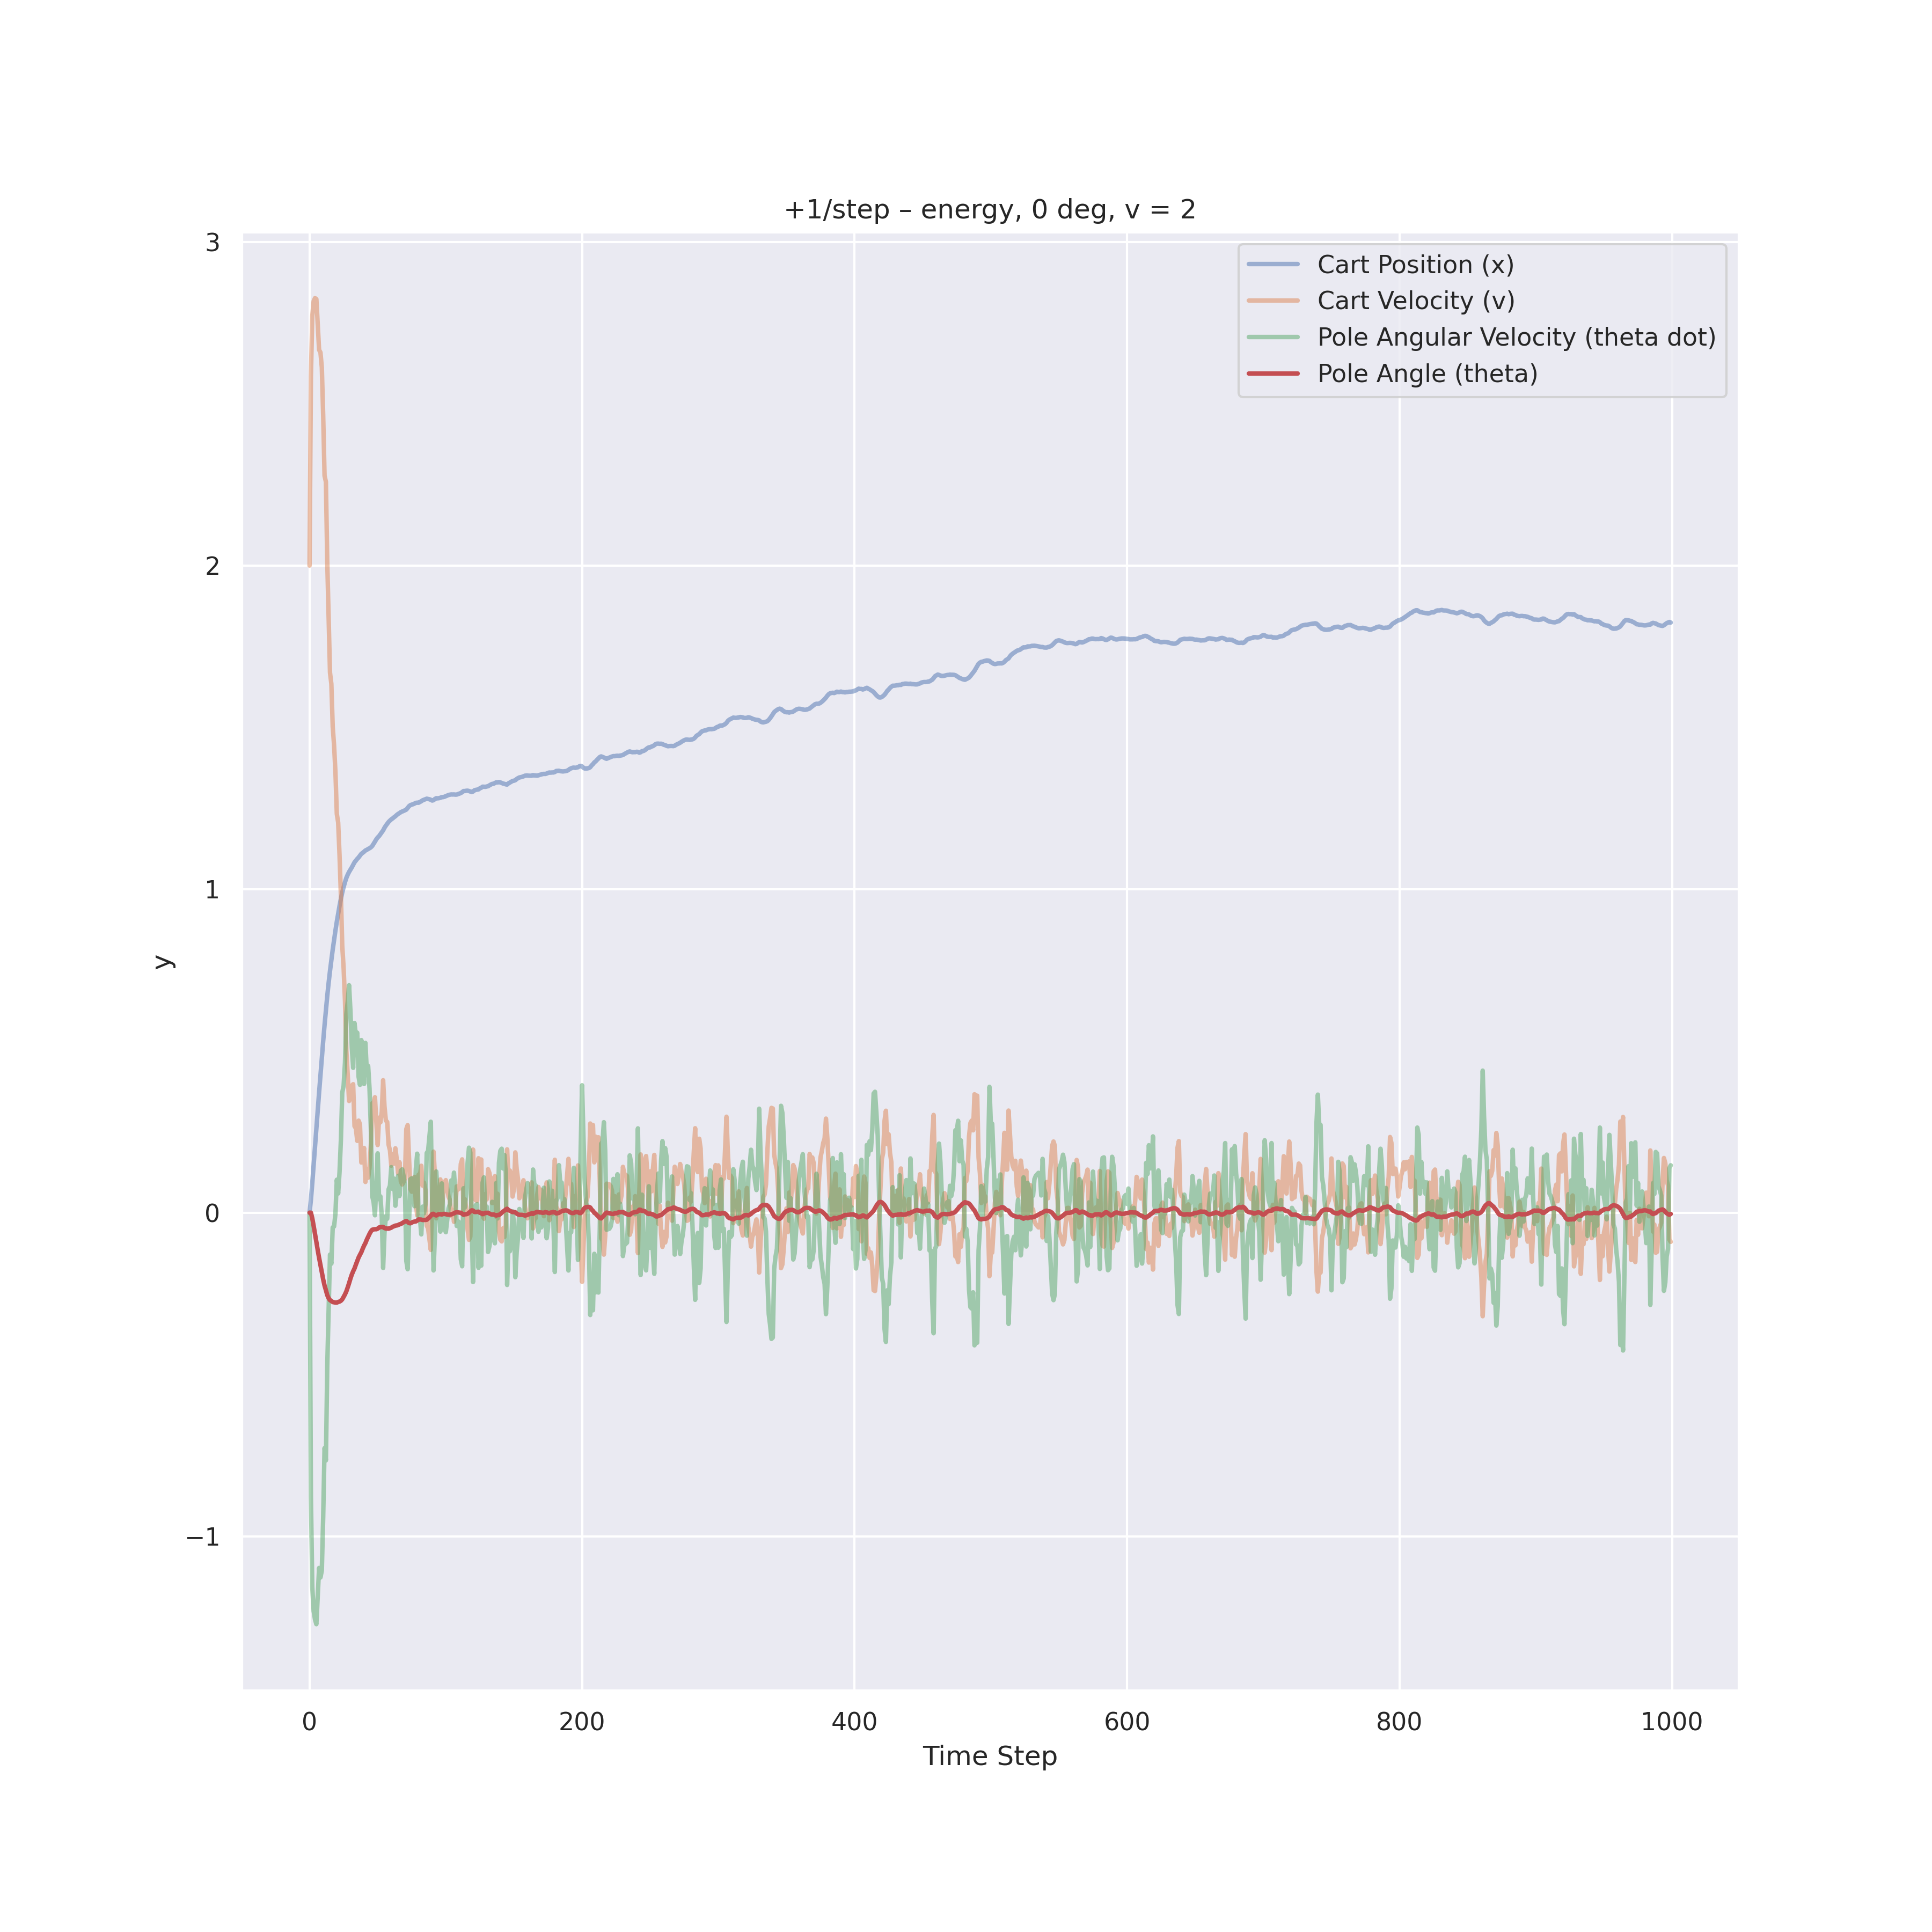 +1/step – energy, 0 deg, v = 2
3
2
1
0
−1
y
Cart Position (x)
Cart Velocity (v)
Pole Angular Velocity (theta dot)
Pole Angle (theta)
0 200 400 600 800 1000
Time Step